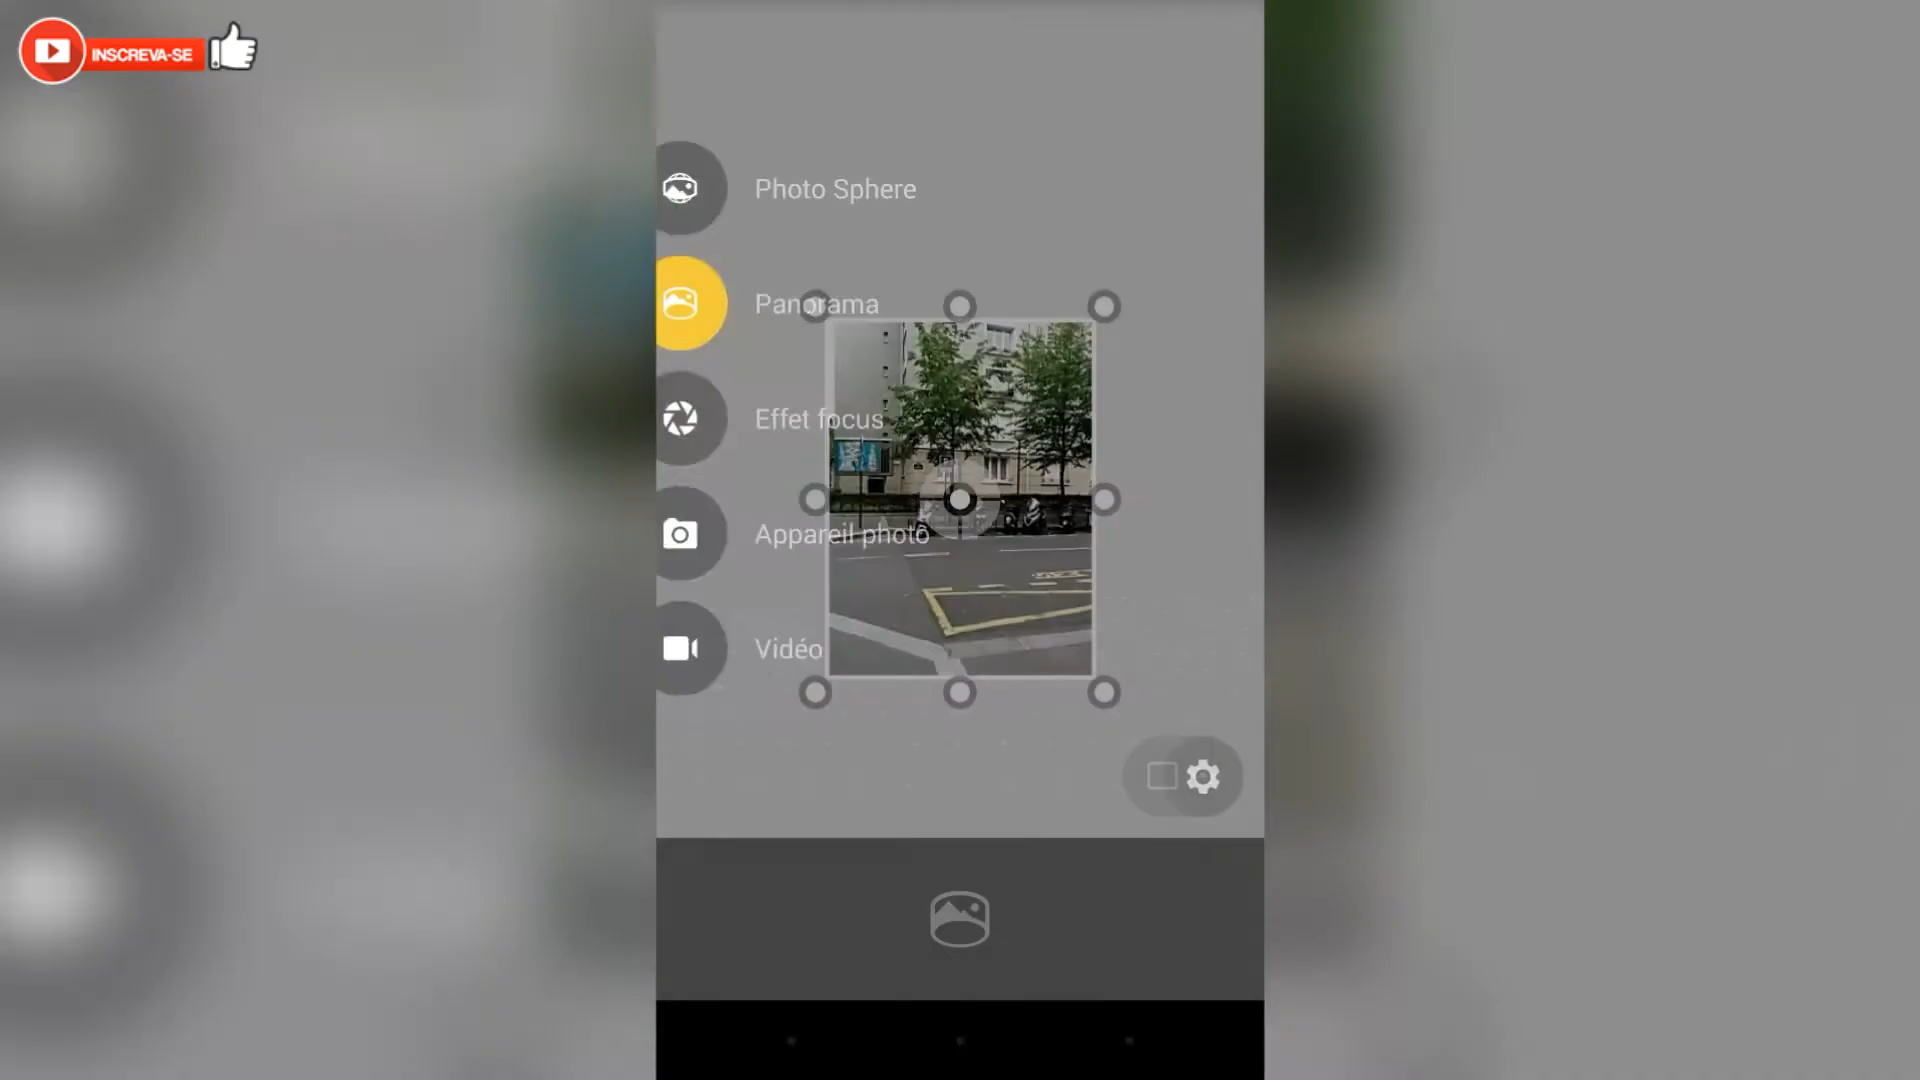 INSCREVA-SE
Photo Sphere
Panorama
Effet focus
Appareil photo
Vidéo